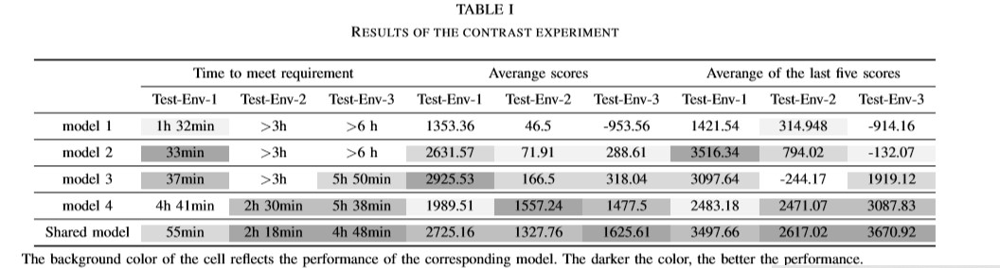 TABLE I
RESULTS OF THE CONTRAST EXPERIMENT
Time to meet requirement Averange scores Averange of the last five scores
Test-Env-1 Test-Env-2 Test-Env-3 Test-Env-1 Test-Env-2 Test-Env-3 Test-Env-1 Test-Env-2 Test-Env-3
model 1 1h 32min >3h >6 h 1353.36 46.5 -953.56 1421.54 314.948 -914.16
model 2 33min >3h >6 h 2631.57 71.91 288.61 3516.34 794.02 -132.07
model 3 37min >3h 5h 50min 2925.53 166.5 318.04 3097.64 -244.17 1919.12
model 4 4h 41min 2h 30min 5h 38min 1989.51 1557.24 1477.5 2483.18 2471.07 3087.83
Shared model 55min 2h 18min 4h 48min 2725.16 1327.76 1625.61 3497.66 2617.02 3670.92
The background color of the cell reflects the performance of the corresponding model. The darker the color, the better the performance.